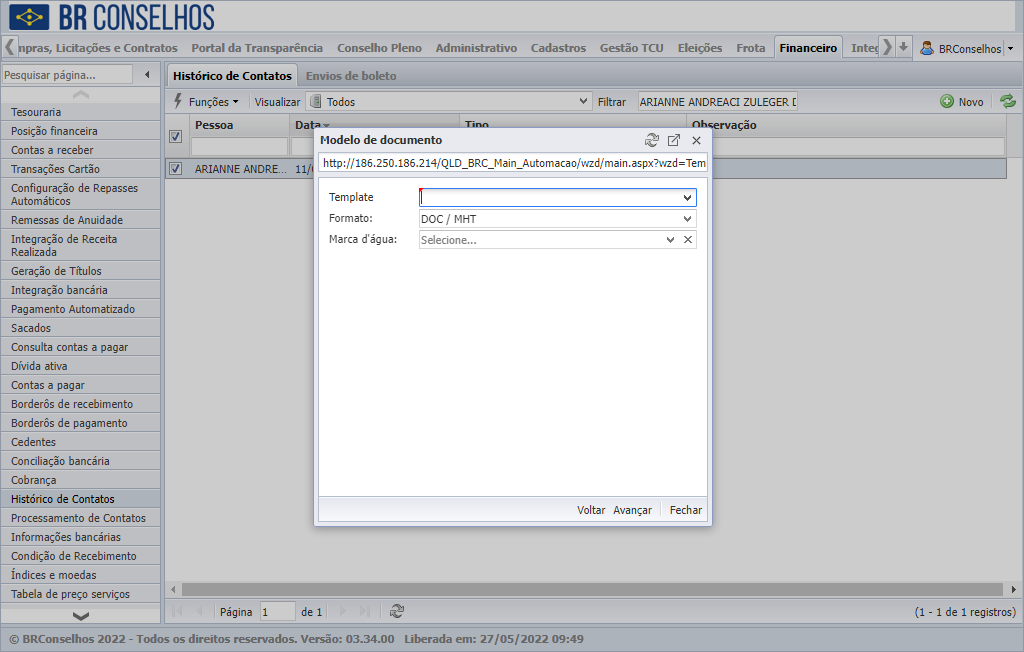 BR CONSELHOS
mpras, Licitações e Contratos Portal da Transparência Conselho Pleno Administrativo Cadastros Gestão TCU Eleições Frota Financeiro Integ BRConselhos
Pesquisar página...
Histórico de Contatos Envios de boleto
Funções Visualizar Todos Filtrar ARIANNE ANDREACI ZULEGER D Novo
Pessoa Data Tipo Observação
ARIANNE ANDRE... 11/0
Tesouraria
Posição financeira
Contas a receber
Transações Cartão
Configuração de Repasses
Automáticos
Remessas de Anuidade
Integração de Receita
Realizada
Geração de Títulos
Integração bancária
Pagamento Automatizado
Sacados
Consulta contas a pagar
Dívida ativa
Contas a pagar
Borderôs de recebimento
Borderôs de pagamento
Cedentes
Conciliação bancária
Cobrança
Histórico de Contatos
Processamento de Contatos
Informações bancárias
Condição de Recebimento
Índices e moedas
Tabela de preço serviços
Modelo de documento
http://186.250.186.214/QLD_BRC_Main_Automacao/wzd/main.aspx?wzd=Tem
Template
Formato: DOC / MHT
Marca d'água: Selecione...
Voltar Avançar Fechar
Página 1 de 1 (1 - 1 de 1 registros)
© BRConselhos 2022 - Todos os direitos reservados. Versão: 03.34.00 Liberada em: 27/05/2022 09:49